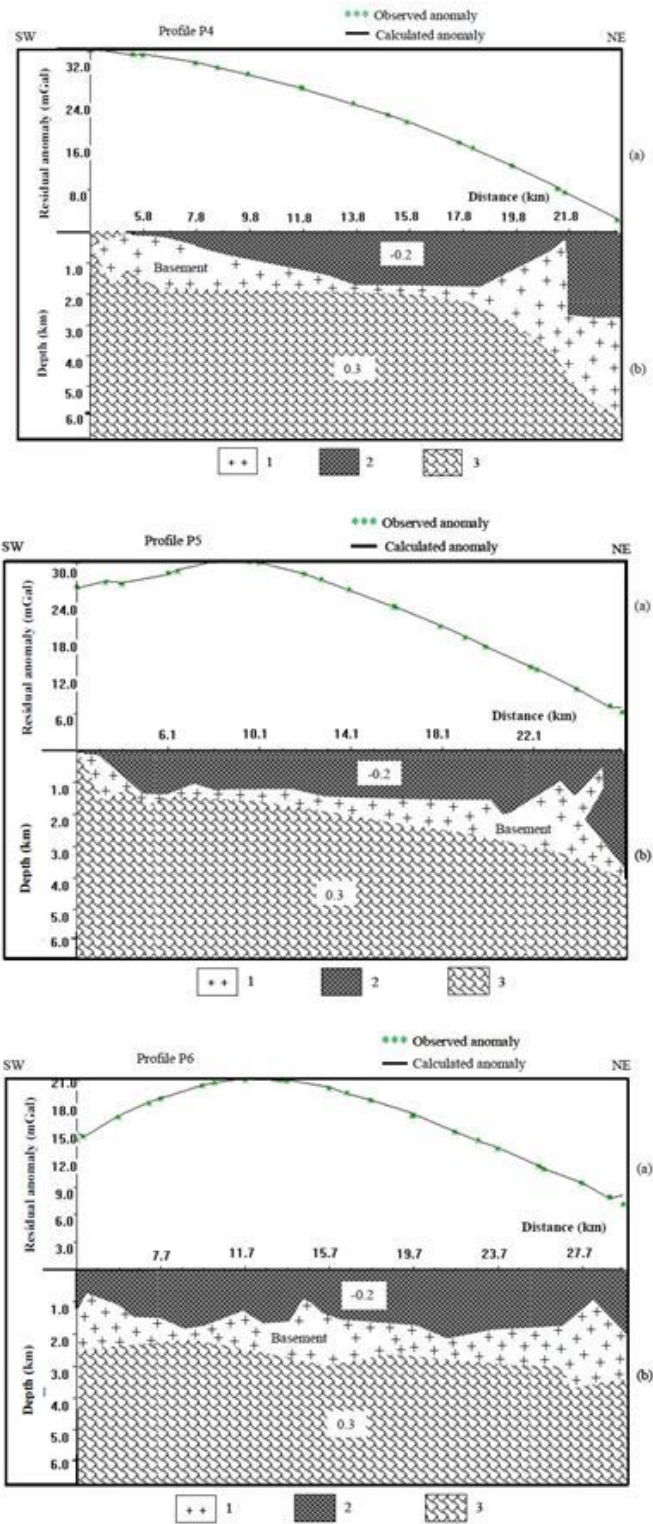 *** Observed anomaly
SW Profile P4 — Calculated anomaly NE
Residual anomaly (mGal)
32.0
24.0
16.0
8.0
(a)
Distance (km)
5.8 7.8 9.8 11.8 13.8 15.8 17.8 19.8 21.8
Depth (km)
1.0
2.0
3.0
4.0
5.0
6.0
-0.2
Basement
0.3
(b)
++ 1 2 3
*** Observed anomaly
SW Profile P5 — Calculated anomaly NE
Residual anomaly (mGal)
30.0
24.0
18.0
12.0
6.0
(a)
Distance (km)
6.1 10.1 14.1 18.1 22.1
Depth (km)
1.0
2.0
3.0
4.0
5.0
6.0
-0.2
Basement
0.3
(b)
++ 1 2 3
*** Observed anomaly
SW Profile P6 — Calculated anomaly NE
Residual anomaly (mGal)
21.0
18.0
15.0
12.0
9.0
6.0
3.0
(a)
Distance (km)
7.7 11.7 15.7 19.7 23.7 27.7
Depth (km)
1.0
2.0
3.0
4.0
5.0
6.0
-0.2
Basement
0.3
(b)
++ 1 2 3